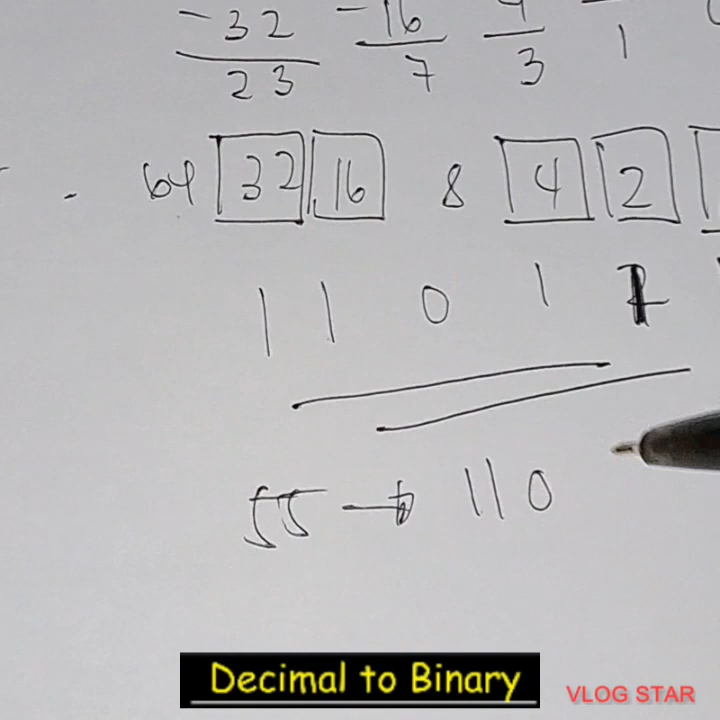 - 32 - 16 4
23 7 3 1
- 64 32 16 8 4 2
1 1 0 1 1
55 → 110
Decimal to Binary
VLOG STAR